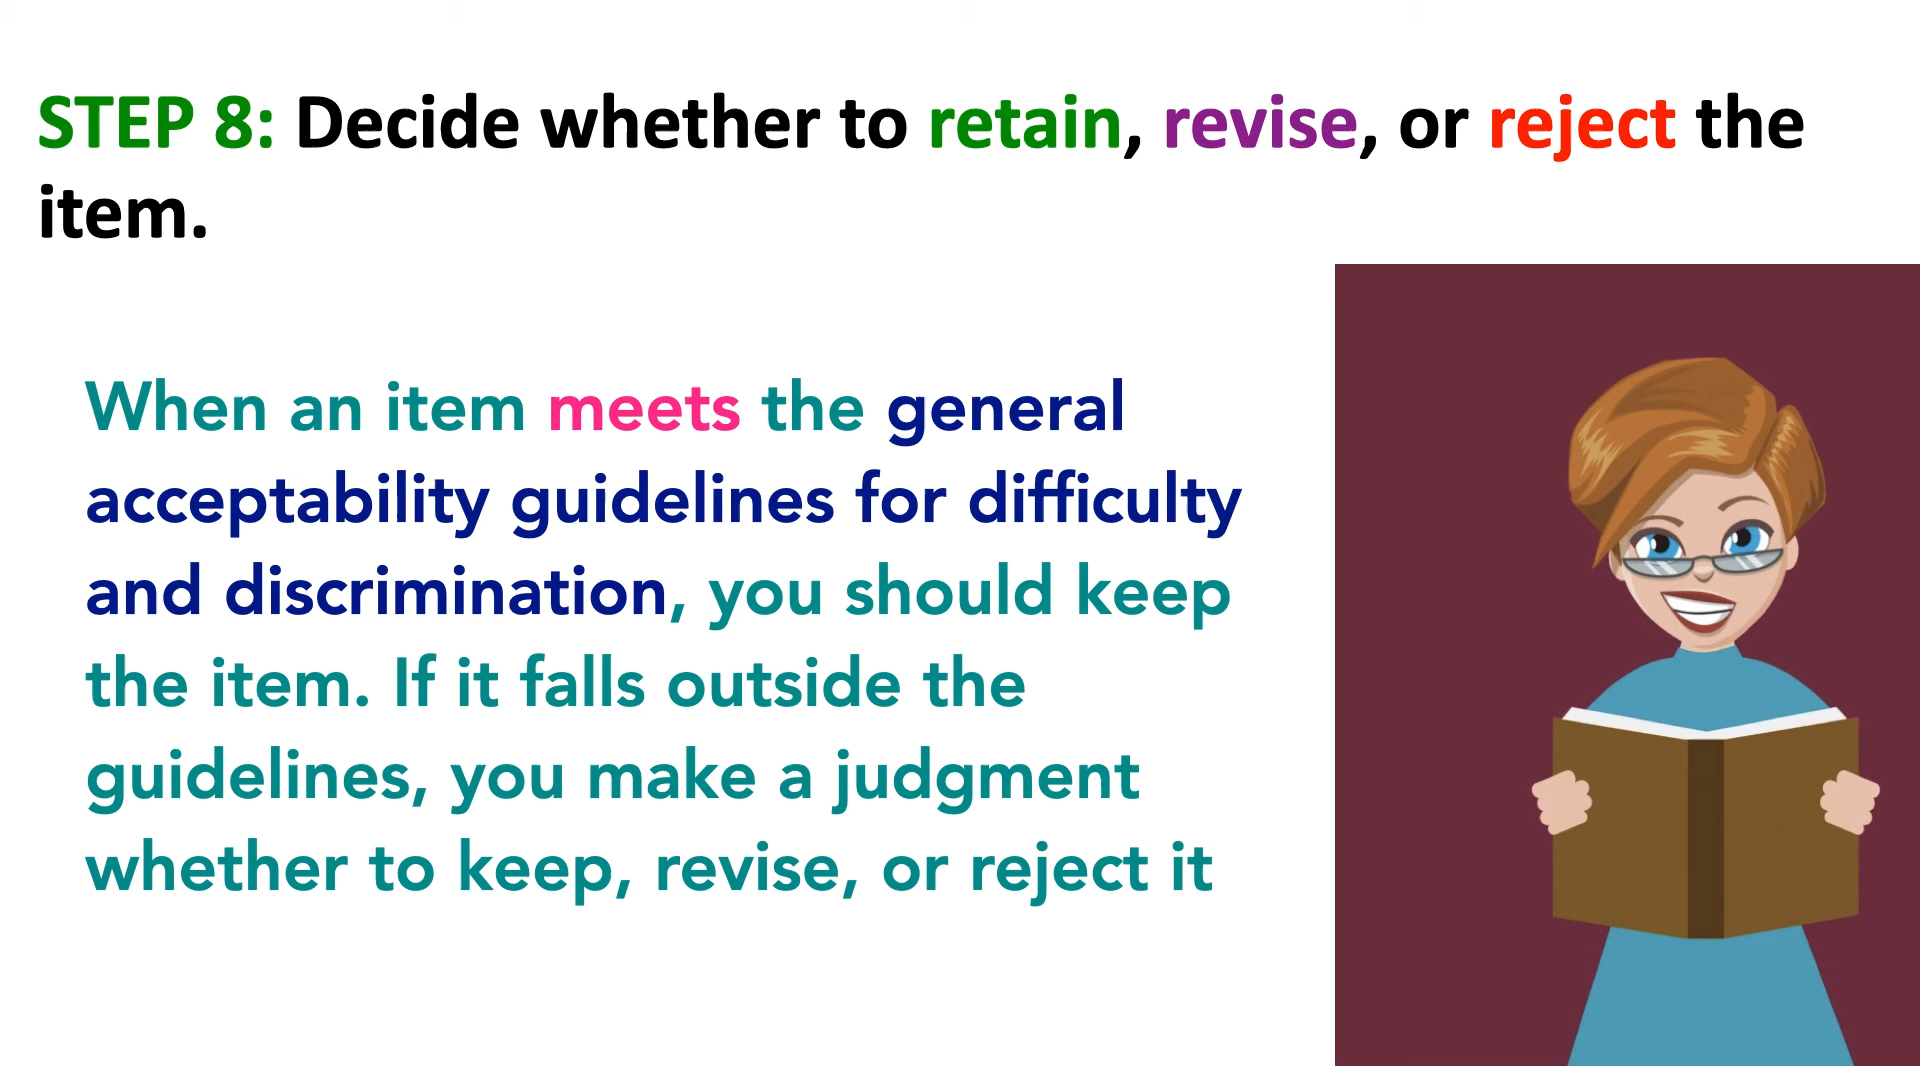 STEP 8: Decide whether to retain, revise, or reject the
item.
When an item meets the general
acceptability guidelines for difficulty
and discrimination, you should keep
the item. If it falls outside the
guidelines, you make a judgment
whether to keep, revise, or reject it